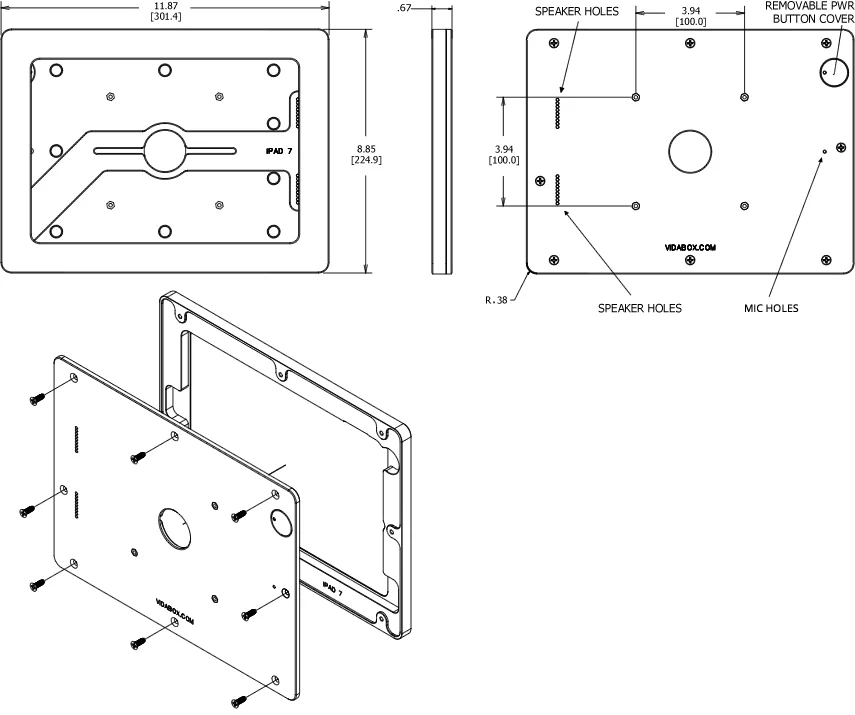 11.87
[301.4]
.67
SPEAKER HOLES
3.94
[100.0]
REMOVABLE PWR
BUTTON COVER
IPAD 7
8.85
[224.9]
3.94
[100.0]
VIDABOX.COM
R.38
SPEAKER HOLES
MIC HOLES
IPAD 7
VIDABOX.COM